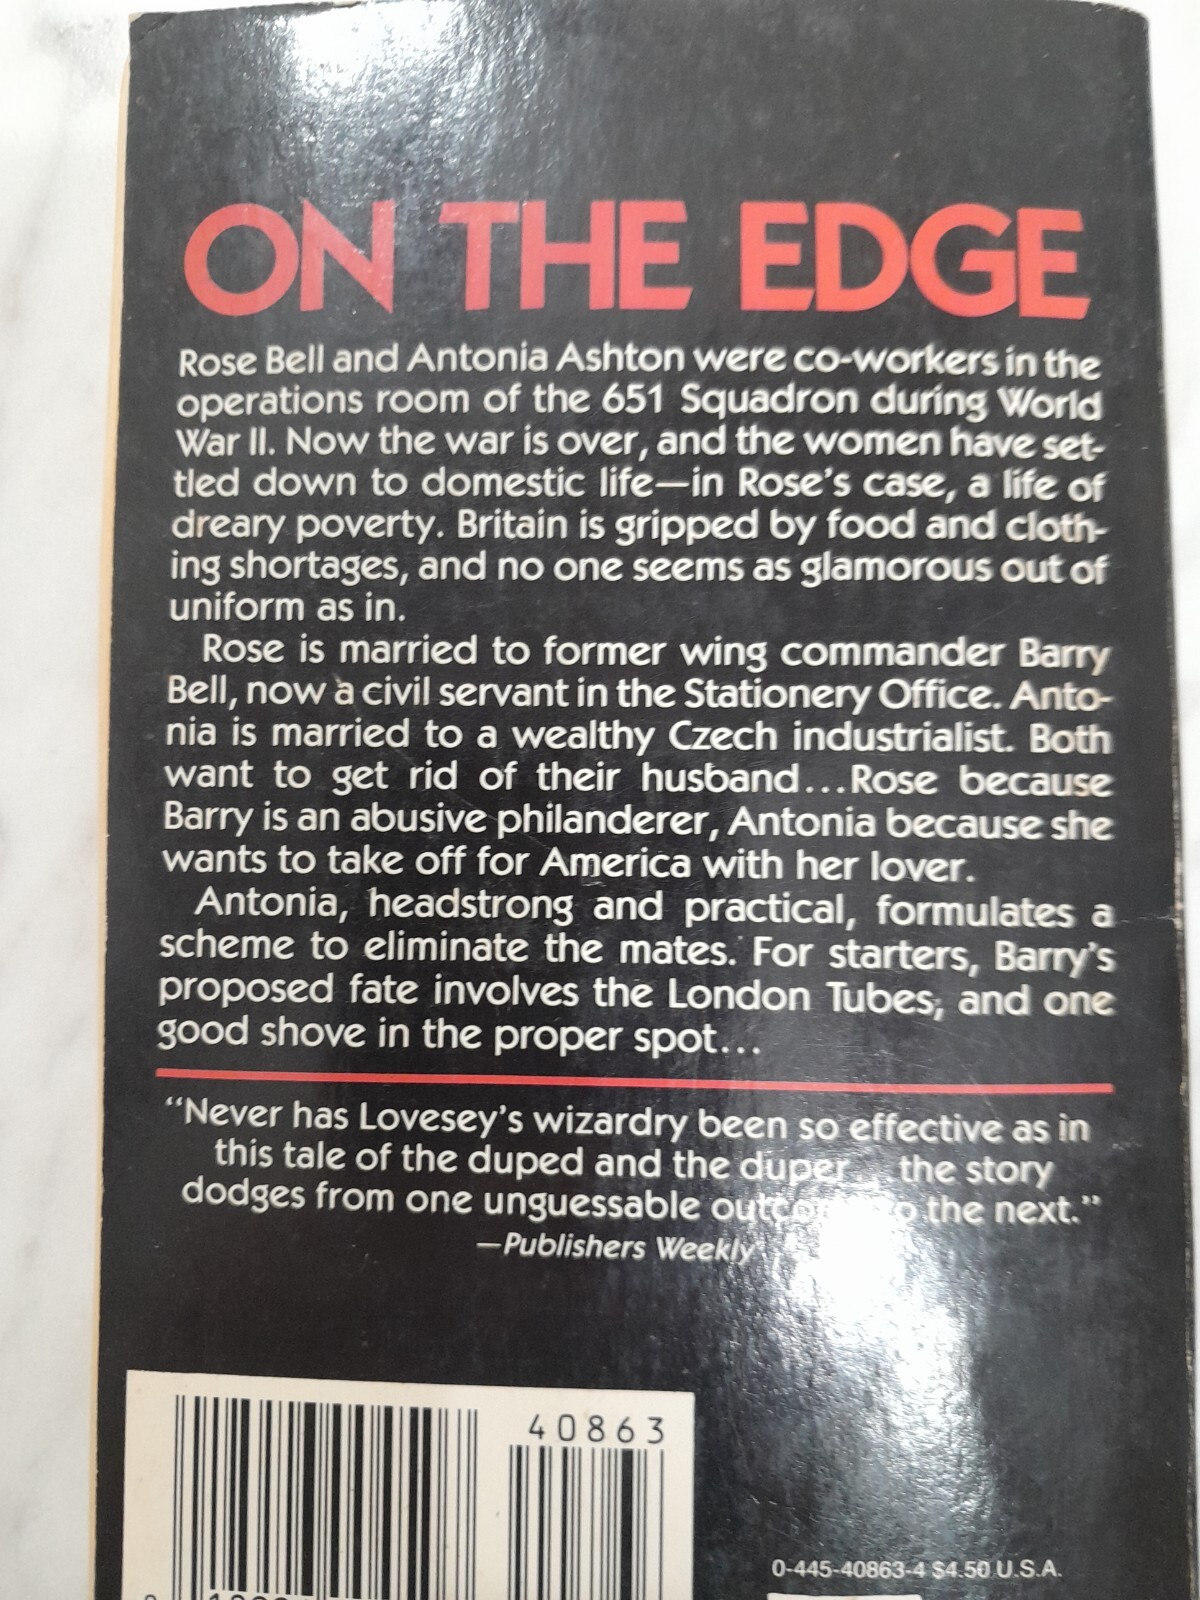 ON THE EDGE
Rose Bell and Antonia Ashton were co-workers in the
operations room of the 651 Squadron during World
War II. Now the war is over, and the women have set-
tled down to domestic life—in Rose's case, a life of
dreary poverty. Britain is gripped by food and cloth-
ing shortages, and no one seems as glamorous out of
uniform as in.
Rose is married to former wing commander Barry
Bell, now a civil servant in the Stationery Office. Anto-
nia is married to a wealthy Czech industrialist. Both
want to get rid of their husband...Rose because
Barry is an abusive philanderer, Antonia because she
wants to take off for America with her lover.
Antonia, headstrong and practical, formulates a
scheme to eliminate the mates. For starters, Barry's
proposed fate involves the London Tubes, and one
good shove in the proper spot...
"Never has Lovesey's wizardry been so effective as in
this tale of the duped and the duper... the story
dodges from one unguessable the next."
—Publishers Weekly
40863
0-445-40863-4 $4.50 U.S.A.